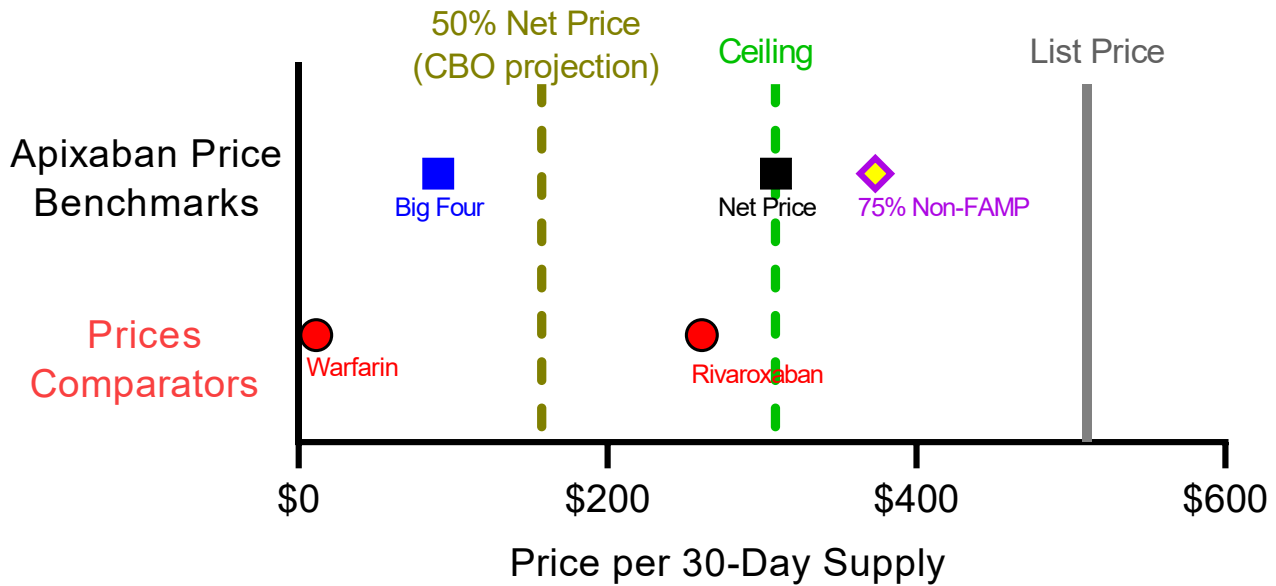 50% Net Price
(CBO projection)
Ceiling
List Price
Apixaban Price
Benchmarks
Big Four
Net Price
75% Non-FAMP
Prices
Comparators
Warfarin
Rivaroxaban
$0
$200
$400
$600
Price per 30-Day Supply